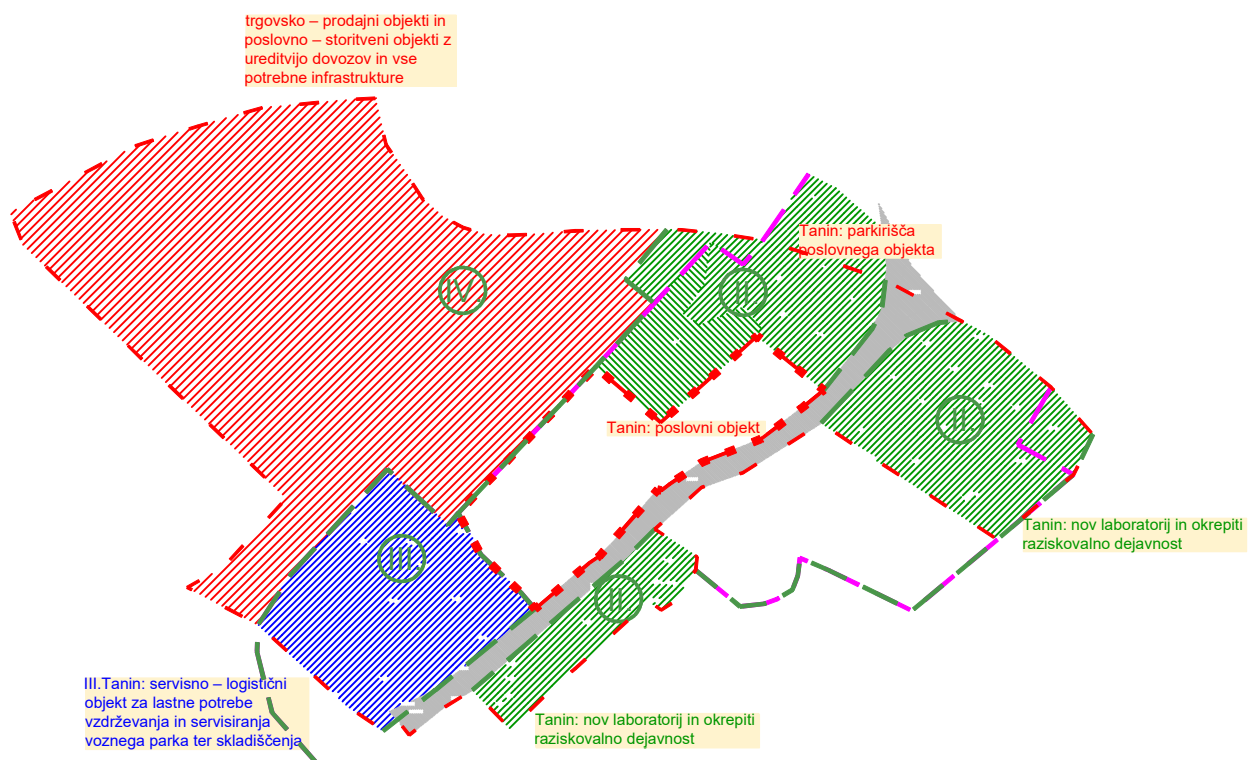 trgovsko – prodajni objekti in
poslovno – storitveni objekti z
ureditvijo dovozov in vse
potrebne infrastrukture
Tanin: parkirišča
poslovnega objekta
IV.
II.
II.
Tanin: poslovni objekt
Tanin: nov laboratorij in okrepiti
raziskovalno dejavnost
III.
II.
III.Tanin: servisno – logistični
objekt za lastne potrebe
vzdrževanja in servisiranja
voznega parka ter skladiščenja
Tanin: nov laboratorij in okrepiti
raziskovalno dejavnost